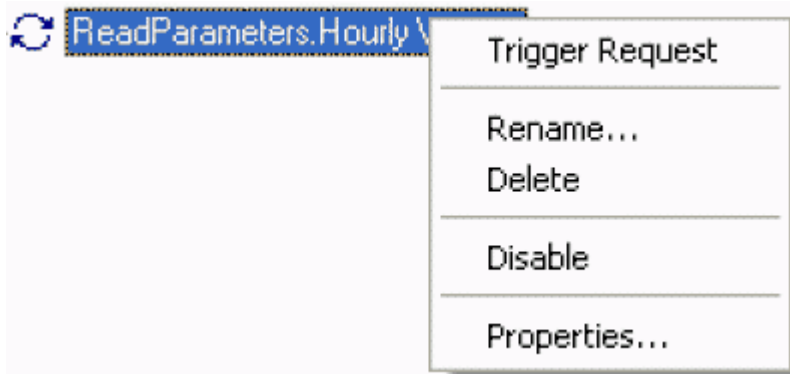 ReadParameters.Hourly
Trigger Request
Rename...
Delete
Disable
Properties...